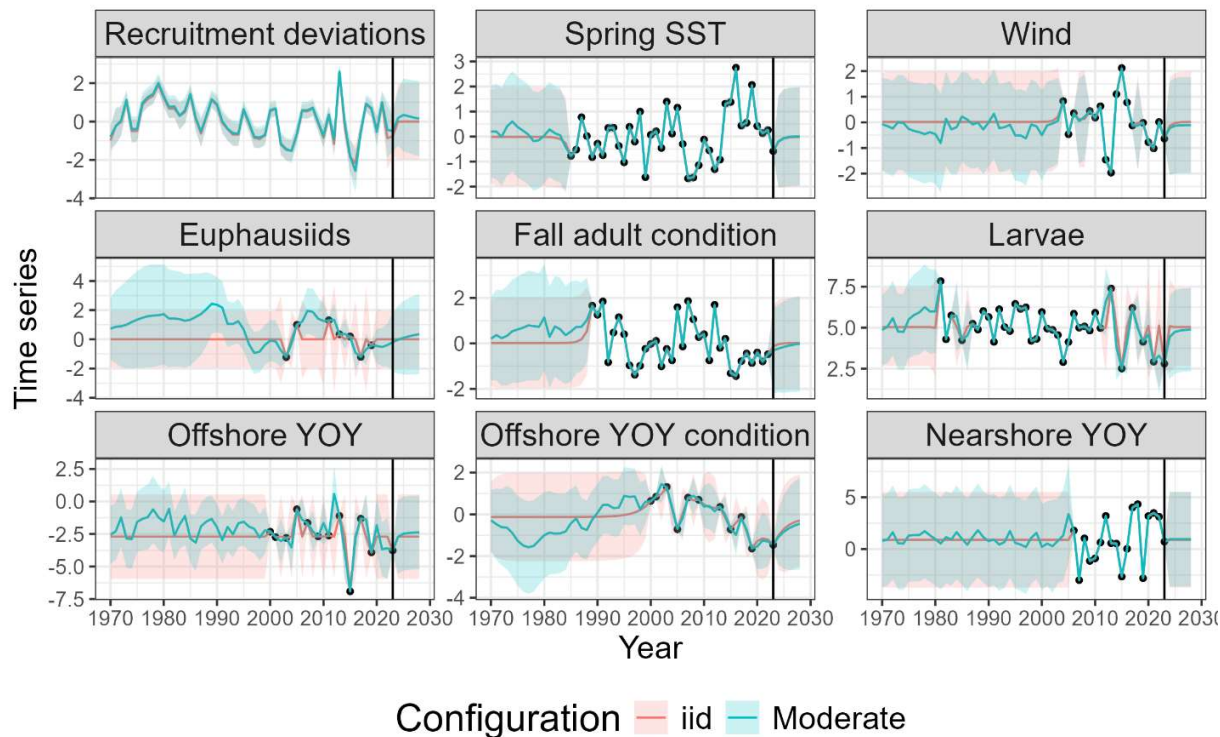 Recruitment deviations
Spring SST
Wind
2
0
-2
-4
3
2
1
0
-1
-2
2
1
0
-1
-2
Euphausiids
Fall adult condition
Larvae
4
2
0
-2
-4
2
0
-2
7.5
5.0
2.5
Offshore YOY
Offshore YOY condition
Nearshore YOY
2.5
0.0
-2.5
-5.0
-7.5
2
0
-2
-4
5
0
1970 1980 1990 2000 2010 2020 2030
1970 1980 1990 2000 2010 2020 2030
1970 1980 1990 2000 2010 2020 2030
Time series
Year
Configuration iid Moderate